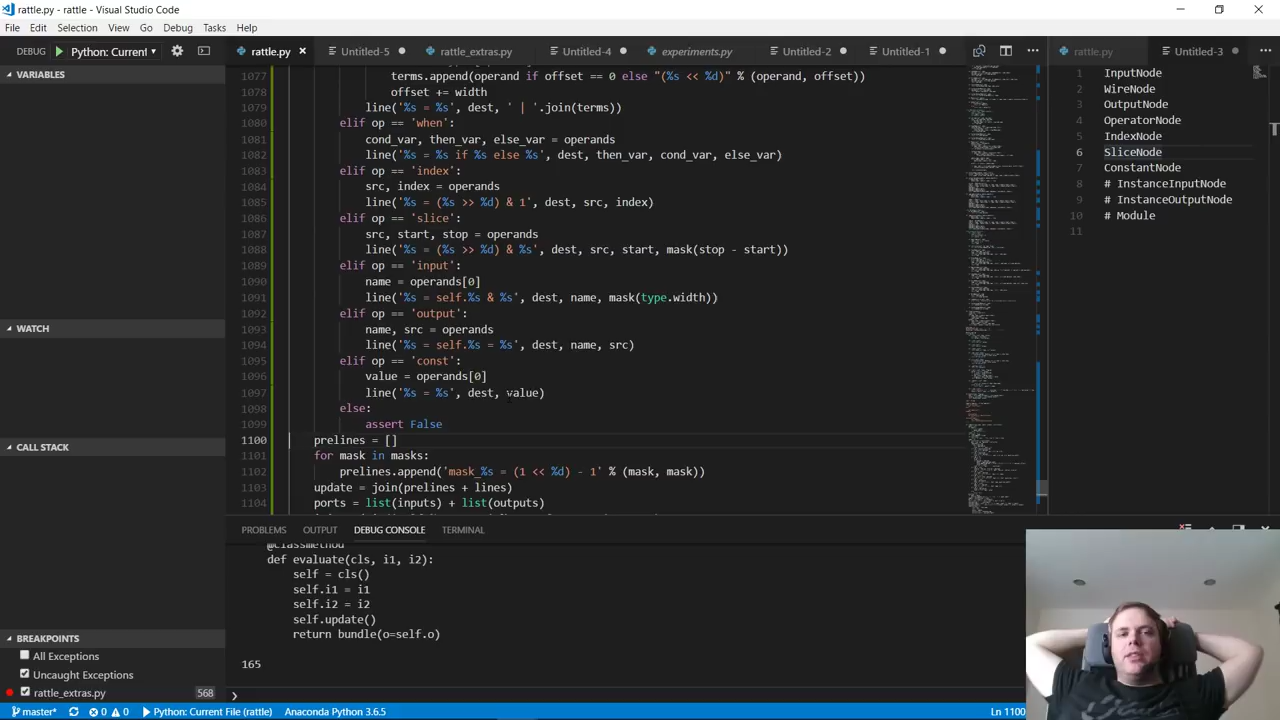 rattle.py - rattle - Visual Studio Code
File Edit Selection View Go Debug Tasks Help
DEBUG Python: Current
rattle.py × Untitled-5 rattle_extras.py Untitled-4 experiments.py Untitled-2 Untitled-1
rattle.py Untitled-3
VARIABLES
WATCH
CALL STACK
BREAKPOINTS
All Exceptions
Uncaught Exceptions
rattle_extras.py 568
1077 terms.append(operand if offset == 0 else "(%s << %d)" % (operand, offset))
1078 offset += width
1079 line('%s = %s', dest, ' | '.join(terms))
1080 elif op == 'when':
1081 cond_var, then_var, else_var = operands
1082 line('%s = %s if %s else %s', dest, then_var, cond_var, else_var)
1083 elif op == 'index':
1084 src, index = operands
1085 line('%s = (%s >> %d) & 1', dest, src, index)
1086 elif op == 'slice':
1087 src, start, stop = operands
1088 line('%s = (%s >> %d) & %s', dest, src, start, mask(stop - start))
1089 elif op == 'input':
1090 name = operands[0]
1091 line('%s = self.%s & %s', dest, name, mask(type.width))
1092 elif op == 'output':
1093 name, src = operands
1094 line('%s = self.%s = %s', dest, name, src)
1095 elif op == 'const':
1096 value = operands[0]
1097 line('%s = %s', dest, value)
1098 else:
1099 assert False
1100 prelines = []
1101 for mask in masks:
1102 prelines.append('mask_%s = (1 << %d) - 1' % (mask, mask))
1103 update = join(prelines + lines)
1104 ports = list(inputs) + list(outputs)
1 InputNode
2 WireNode
3 OutputNode
4 OperatorNode
5 IndexNode
6 SliceNode
7 ConstantNode
8 # InstanceInputNode
9 # InstanceOutputNode
10 # Module
11
PROBLEMS OUTPUT DEBUG CONSOLE TERMINAL
@classmethod
def evaluate(cls, i1, i2):
self = cls()
self.i1 = i1
self.i2 = i2
self.update()
return bundle(o=self.o)
165
master* 0 0 Python: Current File (rattle) Anaconda Python 3.6.5
Ln 1100